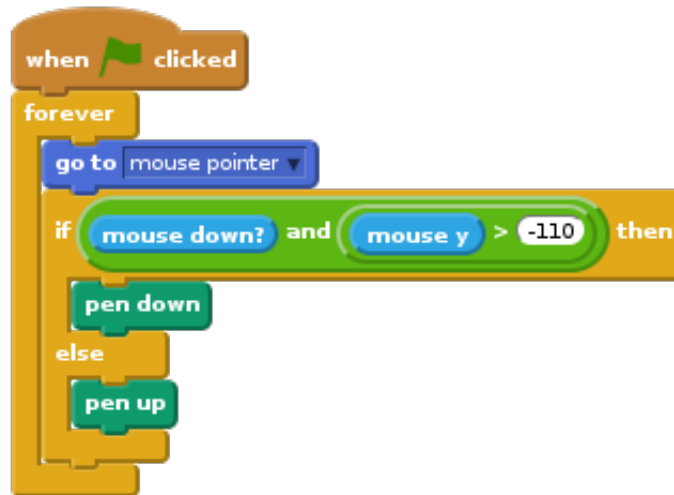 when clicked
forever
go to mouse pointer
if mouse down? and mouse y > -110 then
pen down
else
pen up